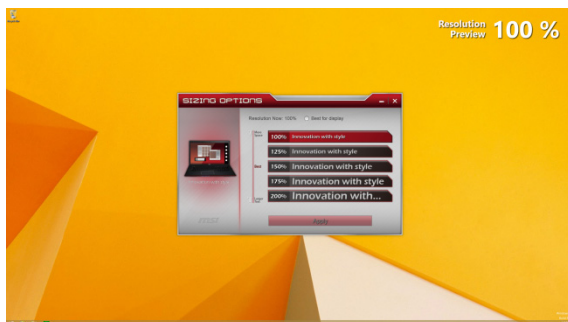 Resolution
Preview 100 %
SIZING OPTIONS
Resolution Now: 100% Best for display
100% Innovation with style
125% Innovation with style
150% Innovation with style
175% Innovation with style
200% Innovation with...
Apply